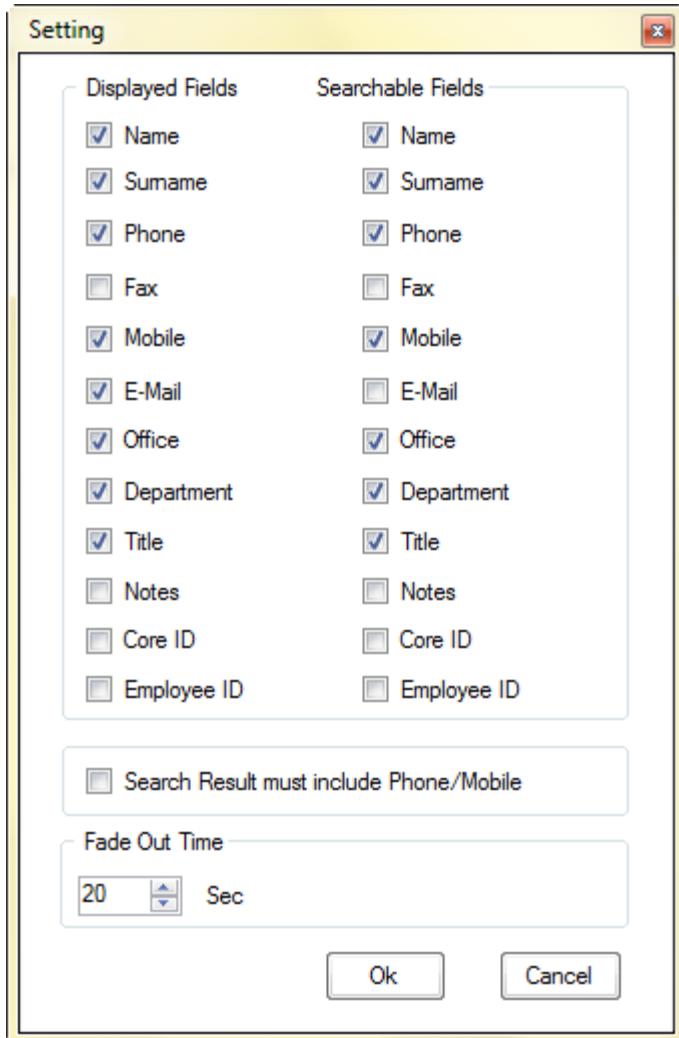 Setting
Displayed Fields Searchable Fields
Name Name
Surname Surname
Phone Phone
Fax Fax
Mobile Mobile
E-Mail E-Mail
Office Office
Department Department
Title Title
Notes Notes
Core ID Core ID
Employee ID Employee ID
Search Result must include Phone/Mobile
Fade Out Time
20 Sec
Ok Cancel